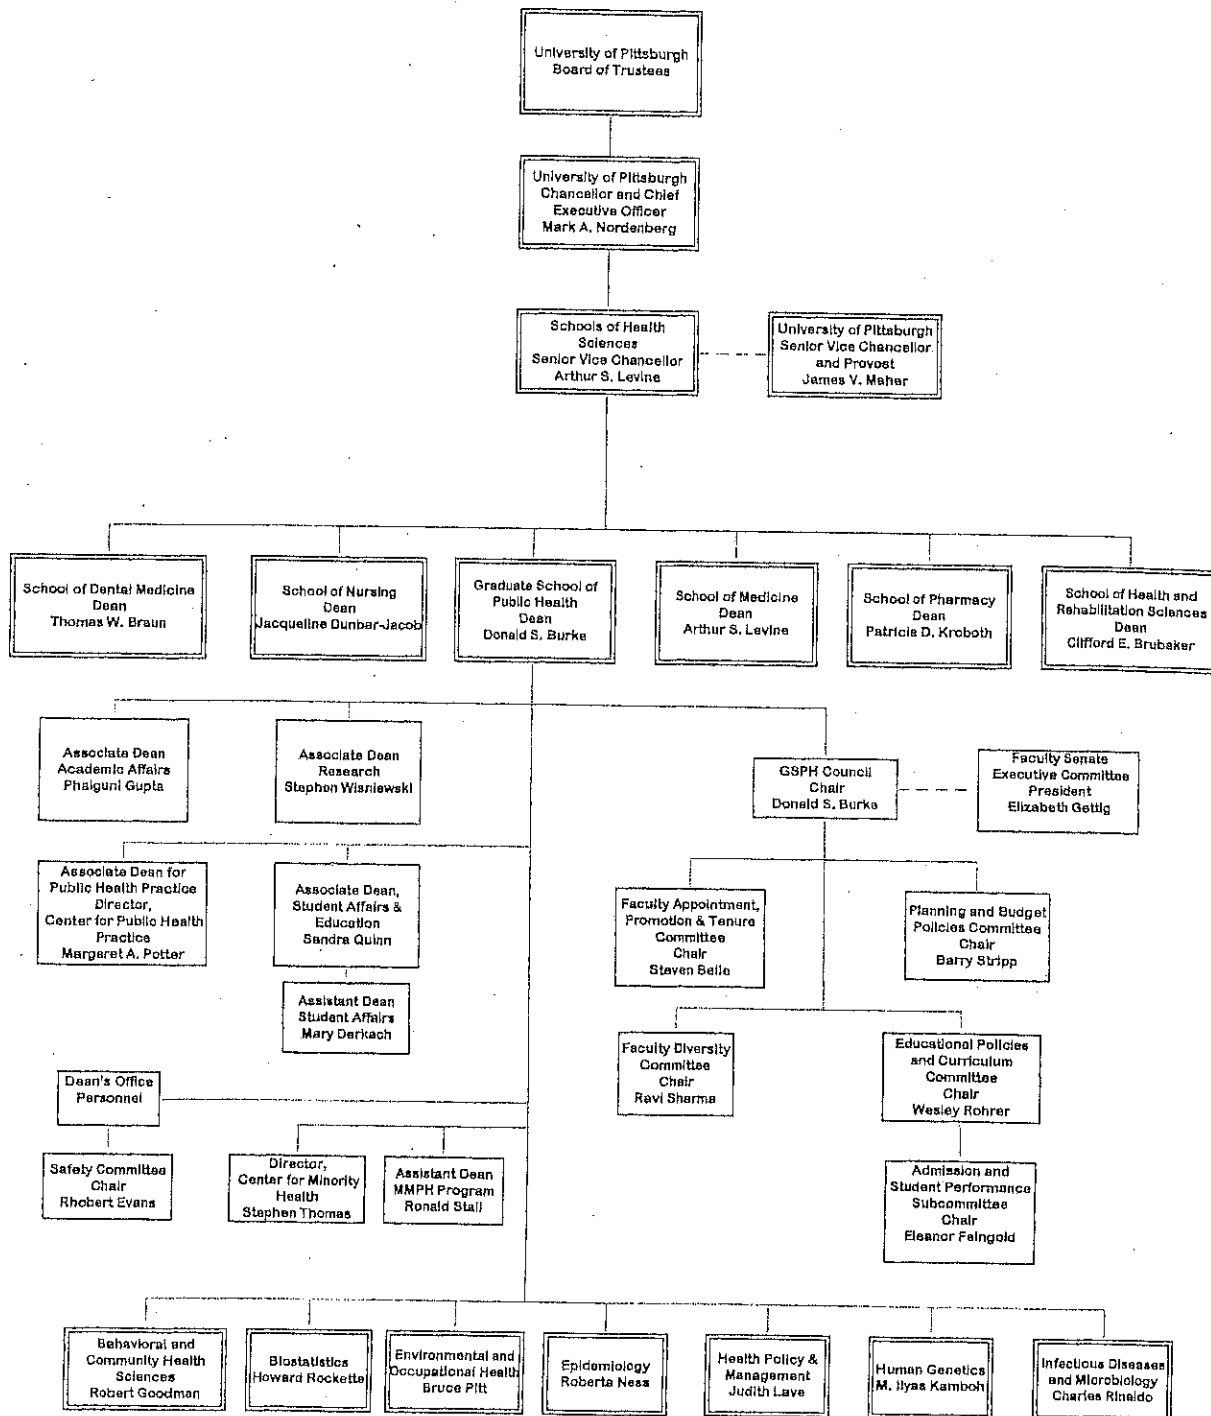 University of Pittsburgh
Board of Trustees
University of Pittsburgh
Chancellor and Chief
Executive Officer
Mark A. Nordenberg
Schools of Health
Sciences
Senior Vice Chancellor
Arthur S. Levine
University of Pittsburgh
Senior Vice Chancellor
and Provost
James V. Maher
School of Dental Medicine
Dean
Thomas W. Braun
School of Nursing
Dean
Jacqueline Dunbar-Jacob
Graduate School of
Public Health
Dean
Donald S. Burke
School of Medicine
Dean
Arthur S. Levine
School of Pharmacy
Dean
Patricia D. Kroboth
School of Health and
Rehabilitation Sciences
Dean
Clifford E. Brubaker
Associate Dean
Academic Affairs
Phalguni Gupta
Associate Dean
Research
Stephen Wisniewski
GSPH Council
Chair
Donald S. Burke
Faculty Senate
Executive Committee
President
Elizabeth Gettig
Associate Dean for
Public Health Practice
Director,
Center for Public Health
Practice
Margaret A. Potter
Associate Dean,
Student Affairs &
Education
Sandra Quinn
Faculty Appointment,
Promotion & Tenure
Committee
Chair
Steven Belle
Planning and Budget
Policies Committee
Chair
Barry Stripp
Assistant Dean
Student Affairs
Mary Derkach
Faculty Diversity
Committee
Chair
Ravi Sharma
Educational Policies
and Curriculum
Committee
Chair
Wesley Rohrer
Dean's Office
Personnel
Safety Committee
Chair
Rhobert Evans
Director,
Center for Minority
Health
Stephen Thomas
Assistant Dean
MMPH Program
Ronald Stall
Admission and
Student Performance
Subcommittee
Chair
Eleanor Feingold
Behavioral and
Community Health
Sciences
Robert Goodman
Biostatistics
Howard Rockette
Environmental and
Occupational Health
Bruce Pitt
Epidemiology
Roberta Ness
Health Policy &
Management
Judith Lave
Human Genetics
M. Ilyas Kamboh
Infectious Diseases
and Microbiology
Charles Rinaldo